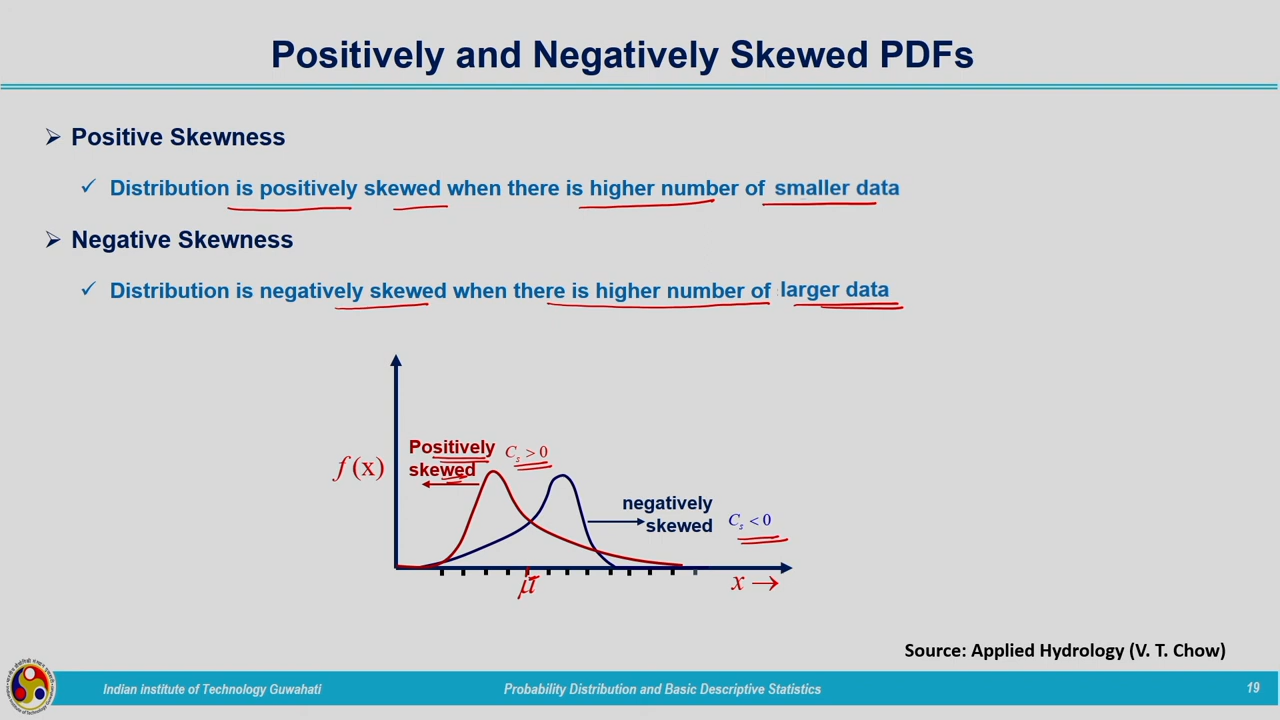 Positively and Negatively Skewed PDFs
➢ Positive Skewness
✓ Distribution is positively skewed when there is higher number of smaller data
➢ Negative Skewness
✓ Distribution is negatively skewed when there is higher number of larger data
Positively
skewed
C_s > 0
f(x)
negatively
skewed
C_s < 0
μ
x →
Source: Applied Hydrology (V. T. Chow)
Indian institute of Technology Guwahati
Probability Distribution and Basic Descriptive Statistics
19